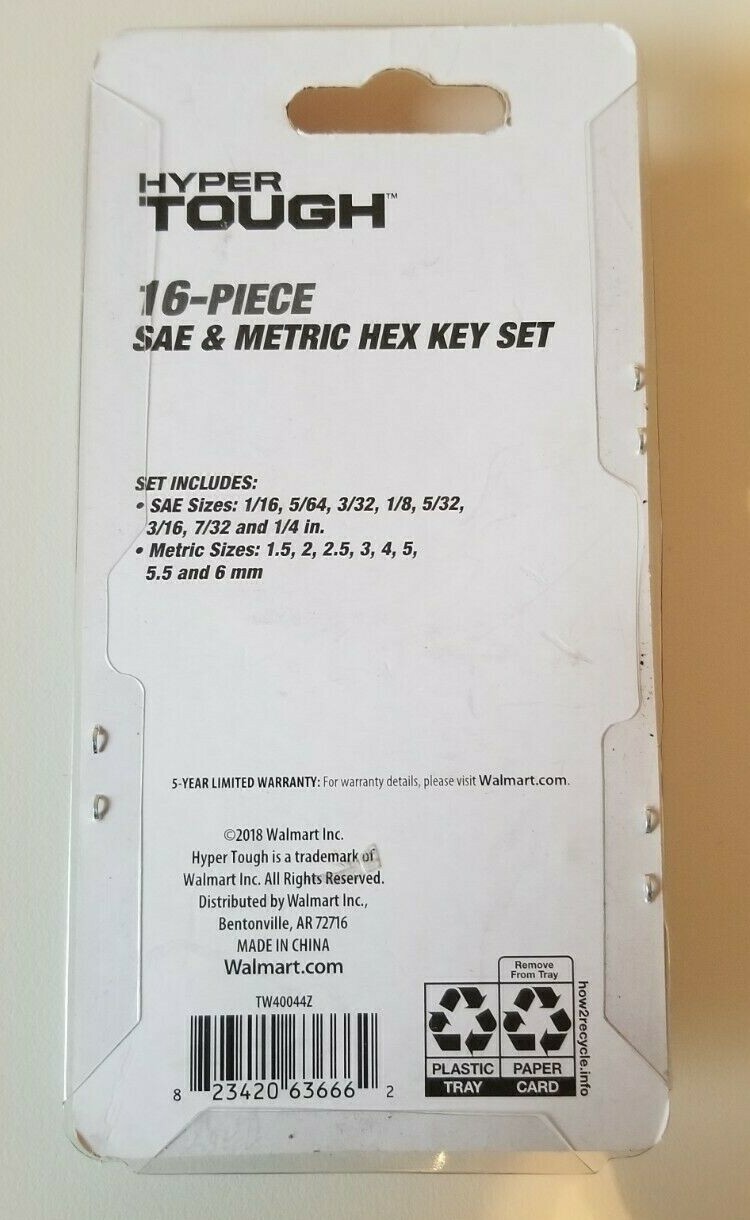 HYPER
TOUGH™
16-PIECE
SAE & METRIC HEX KEY SET
SET INCLUDES:
• SAE Sizes: 1/16, 5/64, 3/32, 1/8, 5/32,
3/16, 7/32 and 1/4 in.
• Metric Sizes: 1.5, 2, 2.5, 3, 4, 5,
5.5 and 6 mm
5-YEAR LIMITED WARRANTY: For warranty details, please visit Walmart.com.
©2018 Walmart Inc.
Hyper Tough is a trademark of
Walmart Inc. All Rights Reserved.
Distributed by Walmart Inc.,
Bentonville, AR 72716
MADE IN CHINA
Walmart.com
TW40044Z
8 23420 63666 2
Remove
From Tray
PLASTIC PAPER
TRAY CARD
how2recycle.info